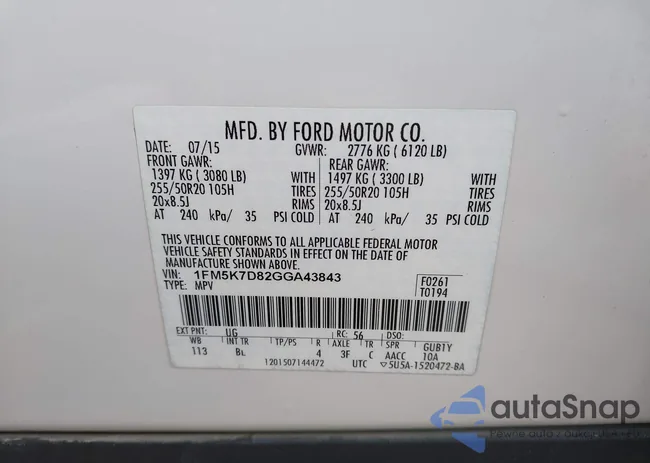 MFD. BY FORD MOTOR CO.
DATE: 07/15 GVWR: 2776 KG ( 6120 LB)
FRONT GAWR: REAR GAWR:
1397 KG ( 3080 LB) WITH 1497 KG ( 3300 LB) WITH
255/50R20 105H TIRES 255/50R20 105H TIRES
20x8.5J RIMS 20x8.5J RIMS
AT 240 kPa/ 35 PSI COLD AT 240 kPa/ 35 PSI COLD
THIS VEHICLE CONFORMS TO ALL APPLICABLE FEDERAL MOTOR
VEHICLE SAFETY STANDARDS IN EFFECT ON THE DATE OF
MANUFACTURE SHOWN ABOVE.
VIN: 1FM5K7D82GGA43843 F0261
TYPE: MPV T0194
EXT PNT: UG RC: 56 DSO:
WB INT TR TP/PS R AXLE TR SPR GUB1Y
113 BL 4 3F C AACC 10A
1201507144472 UTC ▽5U5A-1520472-BA
autaSnap
Pewne auto / aukcje w USA